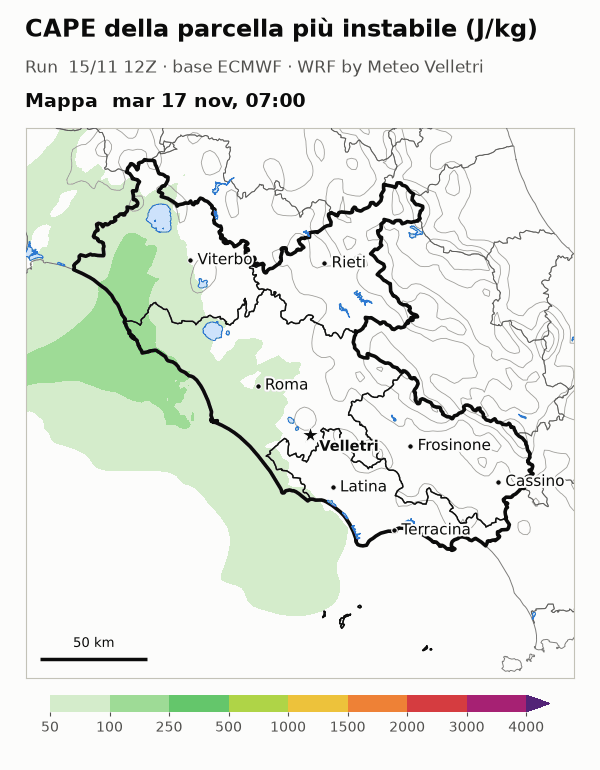 CAPE della parcella più instabile (J/kg)
Run 15/11 12Z · base ECMWF · WRF by Meteo Velletri
Mappa mar 17 nov, 07:00
Viterbo
Rieti
Roma
Velletri
Frosinone
Cassino
Latina
Terracina
50 km
50 100 250 500 1000 1500 2000 3000 4000